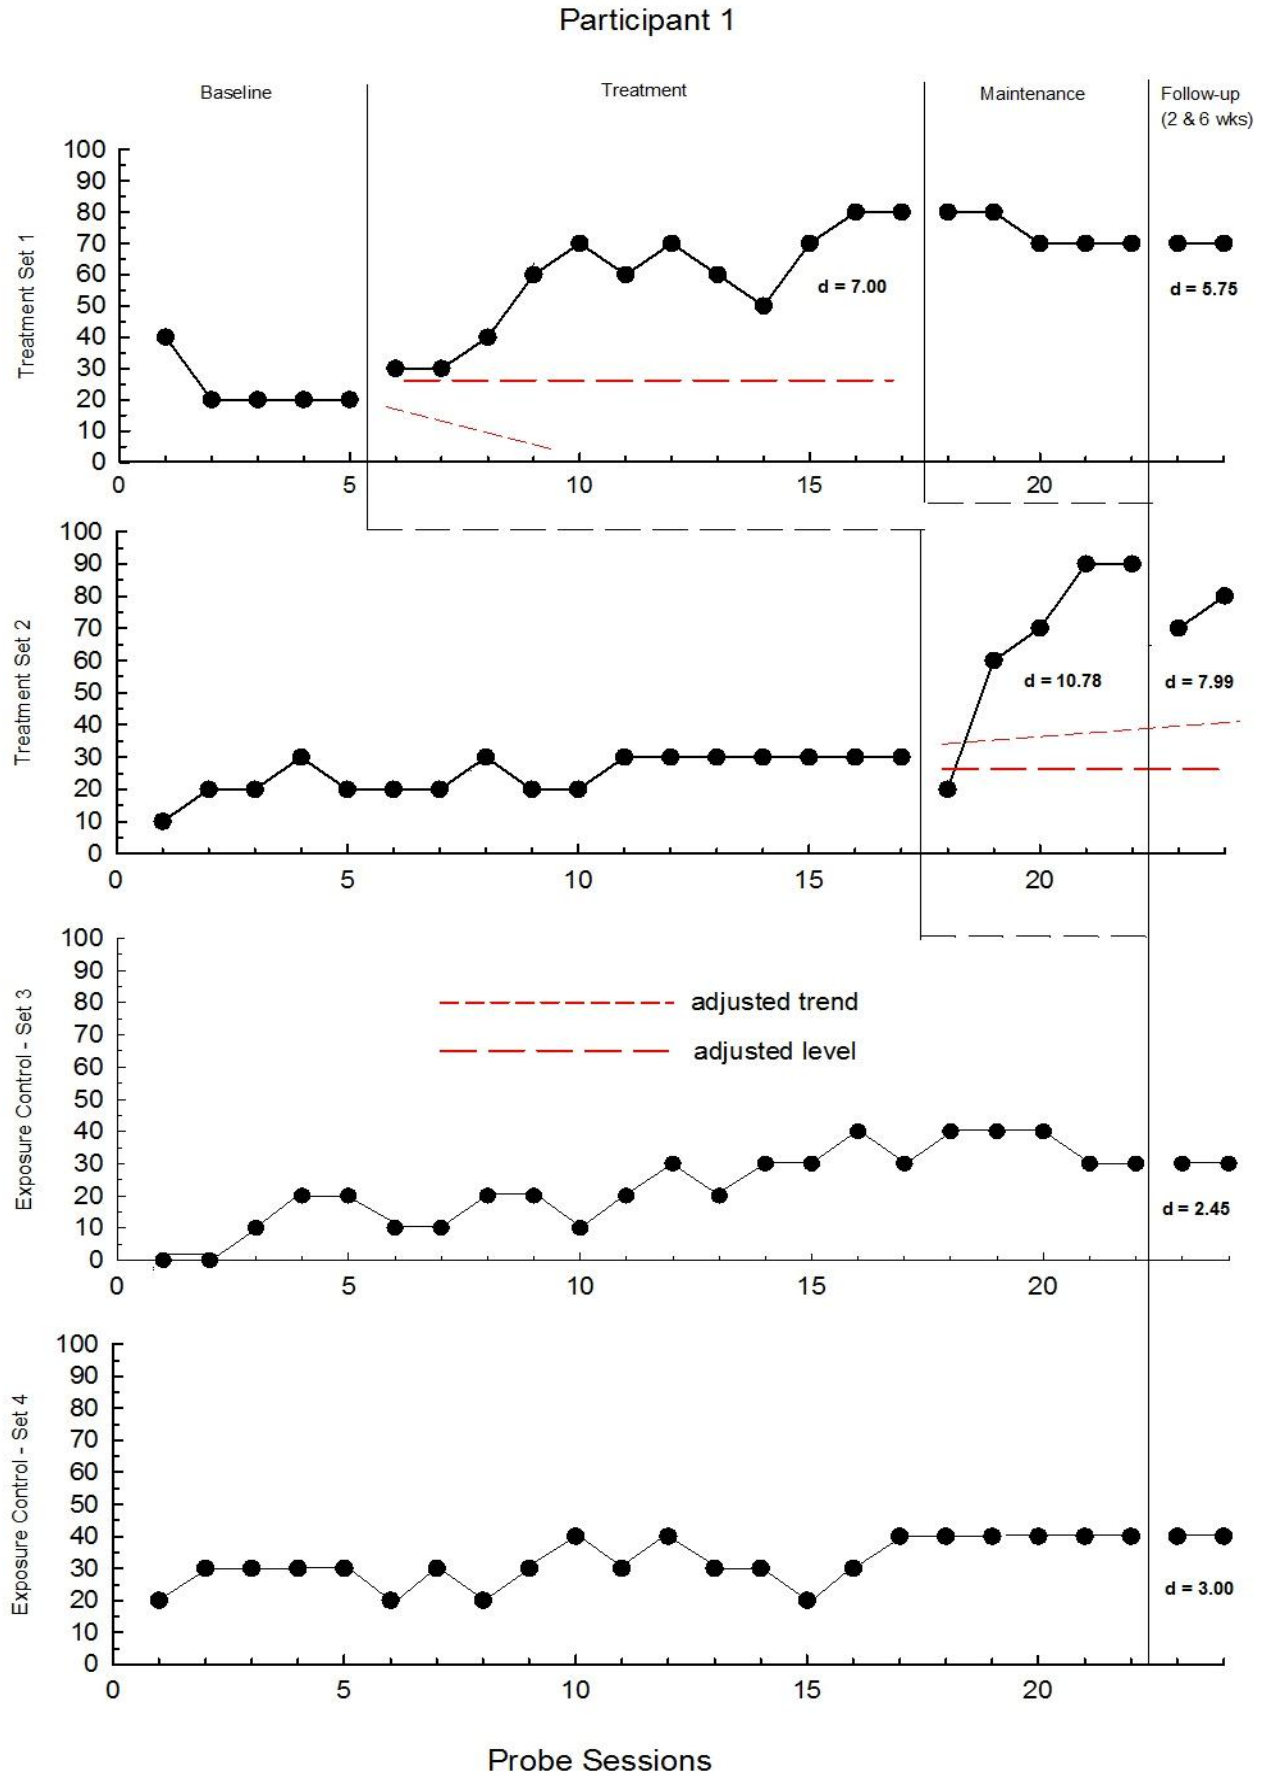 Participant 1
Baseline
Treatment
Maintenance
Follow-up
(2 & 6 wks)
Treatment Set 1
100
90
80
70
60
50
40
30
20
10
0
d = 7.00
d = 5.75
0 5 10 15 20
Treatment Set 2
100
90
80
70
60
50
40
30
20
10
0
d = 10.78
d = 7.99
0 5 10 15 20
Exposure Control - Set 3
100
90
80
70
60
50
40
30
20
10
0
adjusted trend
adjusted level
d = 2.45
0 5 10 15 20
Exposure Control - Set 4
100
90
80
70
60
50
40
30
20
10
0
d = 3.00
0 5 10 15 20
Probe Sessions